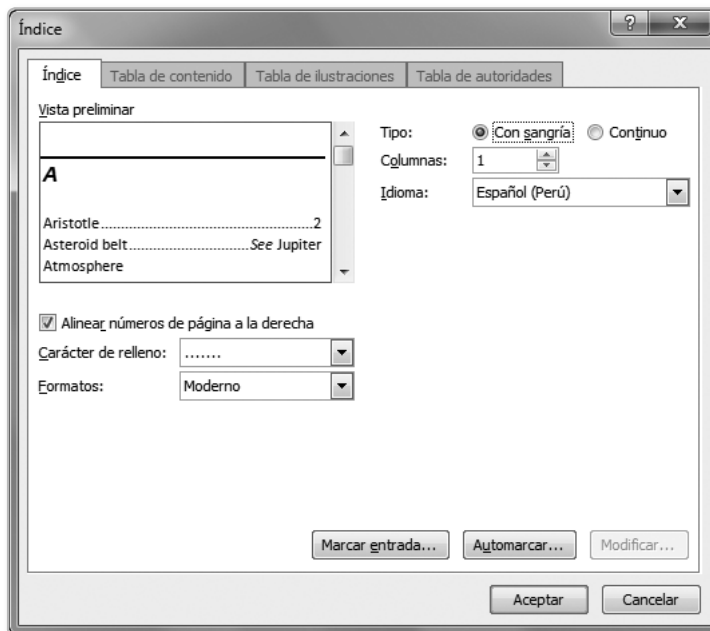 Índice
Índice
Tabla de contenido
Tabla de ilustraciones
Tabla de autoridades
Vista preliminar
A
Aristotle.......................................................2
Asteroid belt...............................See Jupiter
Atmosphere
Tipo: Con sangría Continuo
Columnas: 1
Idioma: Español (Perú)
Alinear números de página a la derecha
Carácter de relleno: .......
Formatos: Moderno
Marcar entrada... Automarcar... Modificar...
Aceptar Cancelar